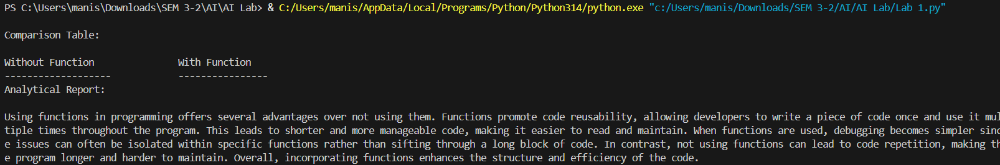 PS C:\Users\manis\Downloads\SEM 3-2\AI\AI Lab> & C:/Users/manis/AppData/Local/Programs/Python/Python314/python.exe "c:/Users/manis/Downloads/SEM 3-2/AI/AI Lab/Lab 1.py"
Comparison Table:
Without Function               With Function
-------------------            ----------------
Analytical Report:
Using functions in programming offers several advantages over not using them. Functions promote code reusability, allowing developers to write a piece of code once and use it mul
tiple times throughout the program. This leads to shorter and more manageable code, making it easier to read and maintain. When functions are used, debugging becomes simpler sinc
e issues can often be isolated within specific functions rather than sifting through a long block of code. In contrast, not using functions can lead to code repetition, making th
e program longer and harder to maintain. Overall, incorporating functions enhances the structure and efficiency of the code.